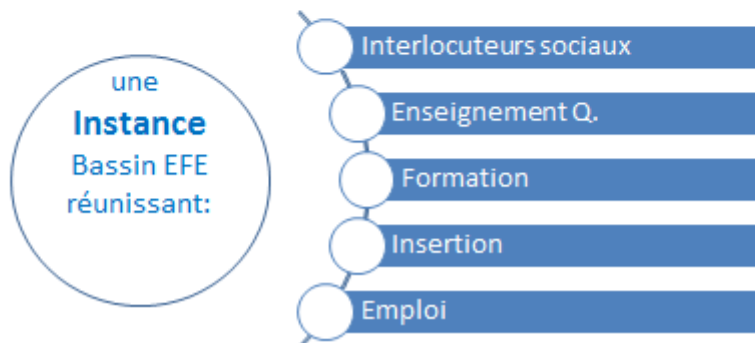 une
Instance
Bassin EFE
réunissant:
Interlocuteurs sociaux
Enseignement Q.
Formation
Insertion
Emploi